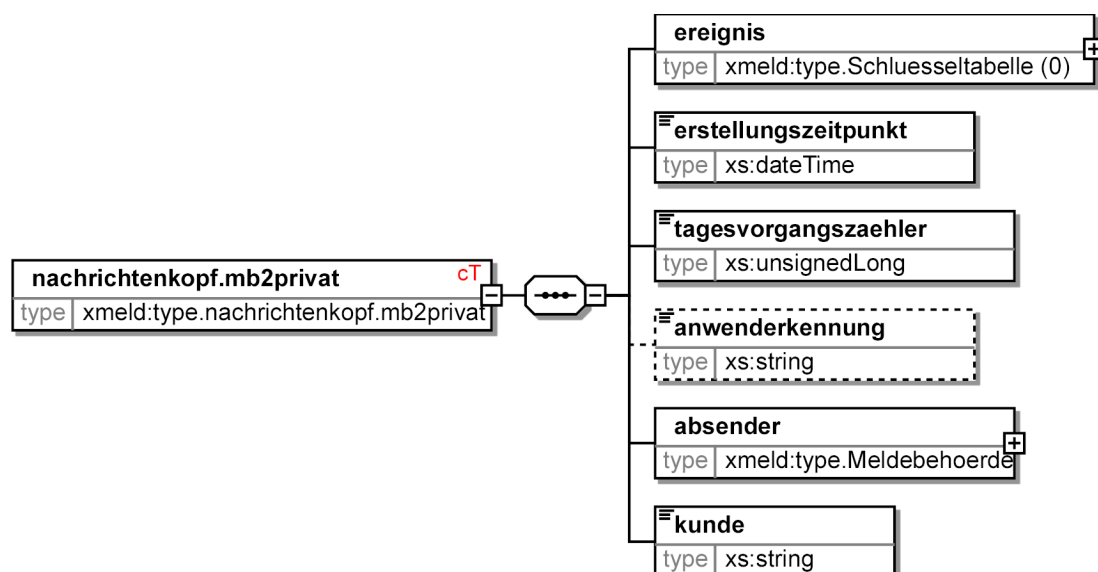 ereignis
type xmeld:type.Schluesseltabelle (0)
erstellungszeitpunkt
type xs:dateTime
tagesvorgangszaehler
type xs:unsignedLong
nachrichtenkopf.mb2privat cT
type xmeld:type.nachrichtenkopf.mb2privat
anwenderkennung
type xs:string
absender
type xmeld:type.Meldebehoerde
kunde
type xs:string